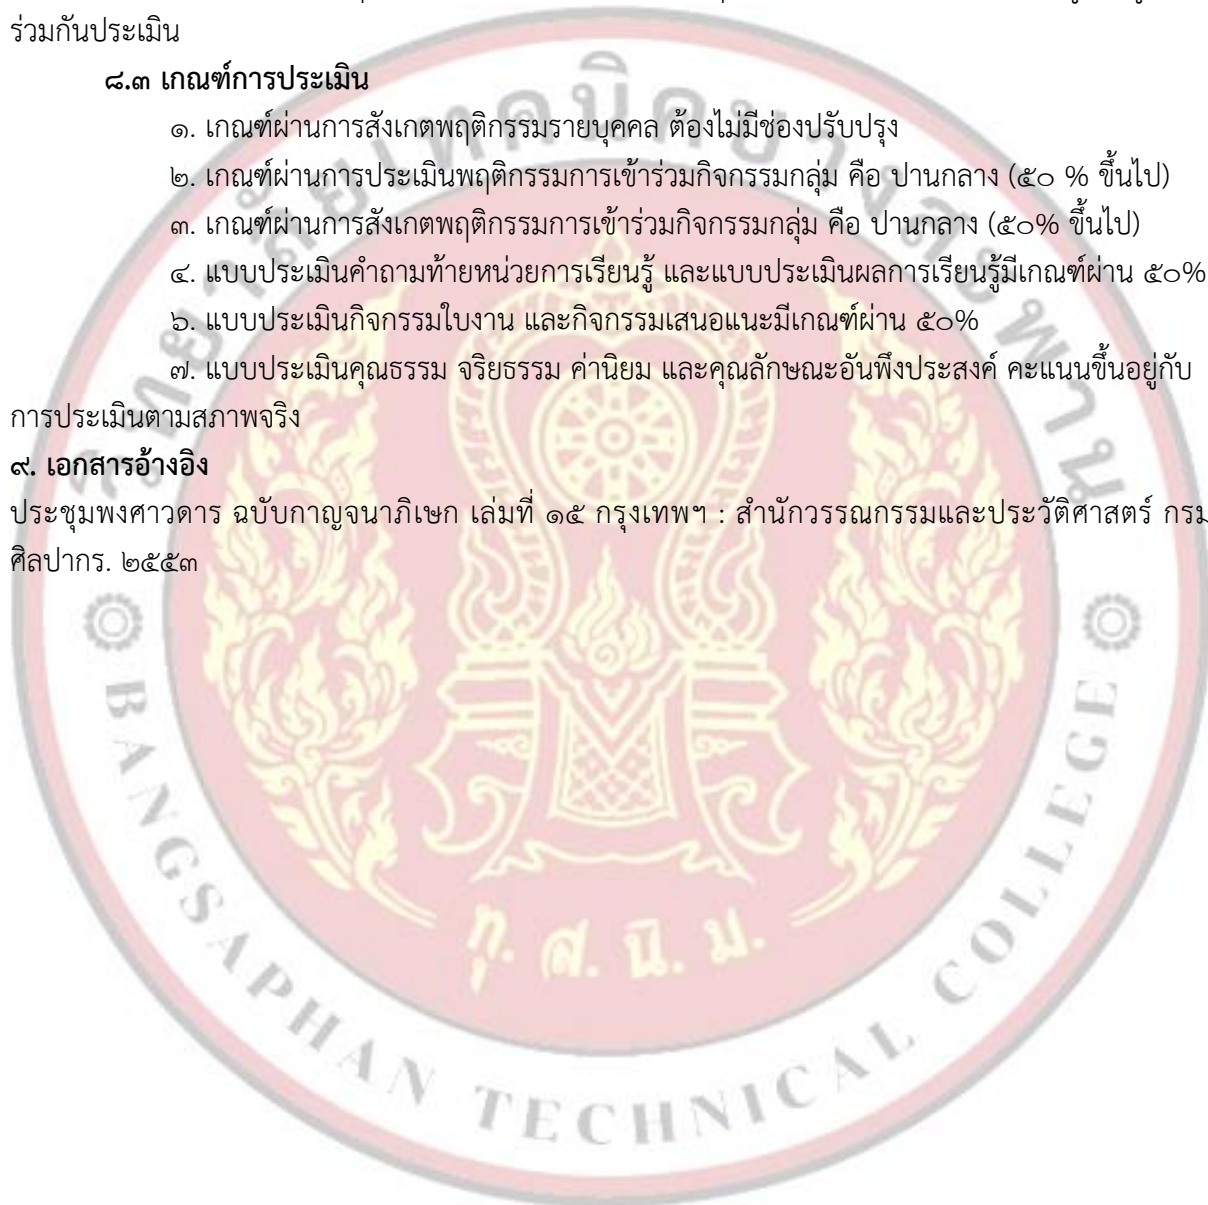 ร่วมกันประเมิน
๘.๓ เกณฑ์การประเมิน
๑. เกณฑ์ผ่านการสังเกตพฤติกรรมรายบุคคล ต้องไม่มีช่องปรับปรุง
๒. เกณฑ์ผ่านการประเมินพฤติกรรมการเข้าร่วมกิจกรรมกลุ่ม คือ ปานกลาง (๕๐ % ขึ้นไป)
๓. เกณฑ์ผ่านการสังเกตพฤติกรรมการเข้าร่วมกิจกรรมกลุ่ม คือ ปานกลาง (๕๐% ขึ้นไป)
๔. แบบประเมินคำถามท้ายหน่วยการเรียนรู้ และแบบประเมินผลการเรียนรู้มีเกณฑ์ผ่าน ๕๐%
๖. แบบประเมินกิจกรรมใบงาน และกิจกรรมเสนอแนะมีเกณฑ์ผ่าน ๕๐%
๗. แบบประเมินคุณธรรม จริยธรรม ค่านิยม และคุณลักษณะอันพึงประสงค์ คะแนนขึ้นอยู่กับ
การประเมินตามสภาพจริง
๙. เอกสารอ้างอิง
ประชุมพงศาวดาร ฉบับกาญจนาภิเษก เล่มที่ ๑๕ กรุงเทพฯ : สำนักวรรณกรรมและประวัติศาสตร์ กรม
ศิลปากร. ๒๕๕๓
วิทยาลัยเทคนิคบางสะพาน
ทุ. ส. นิ. ม.
BANGSAPHAN TECHNICAL COLLEGE